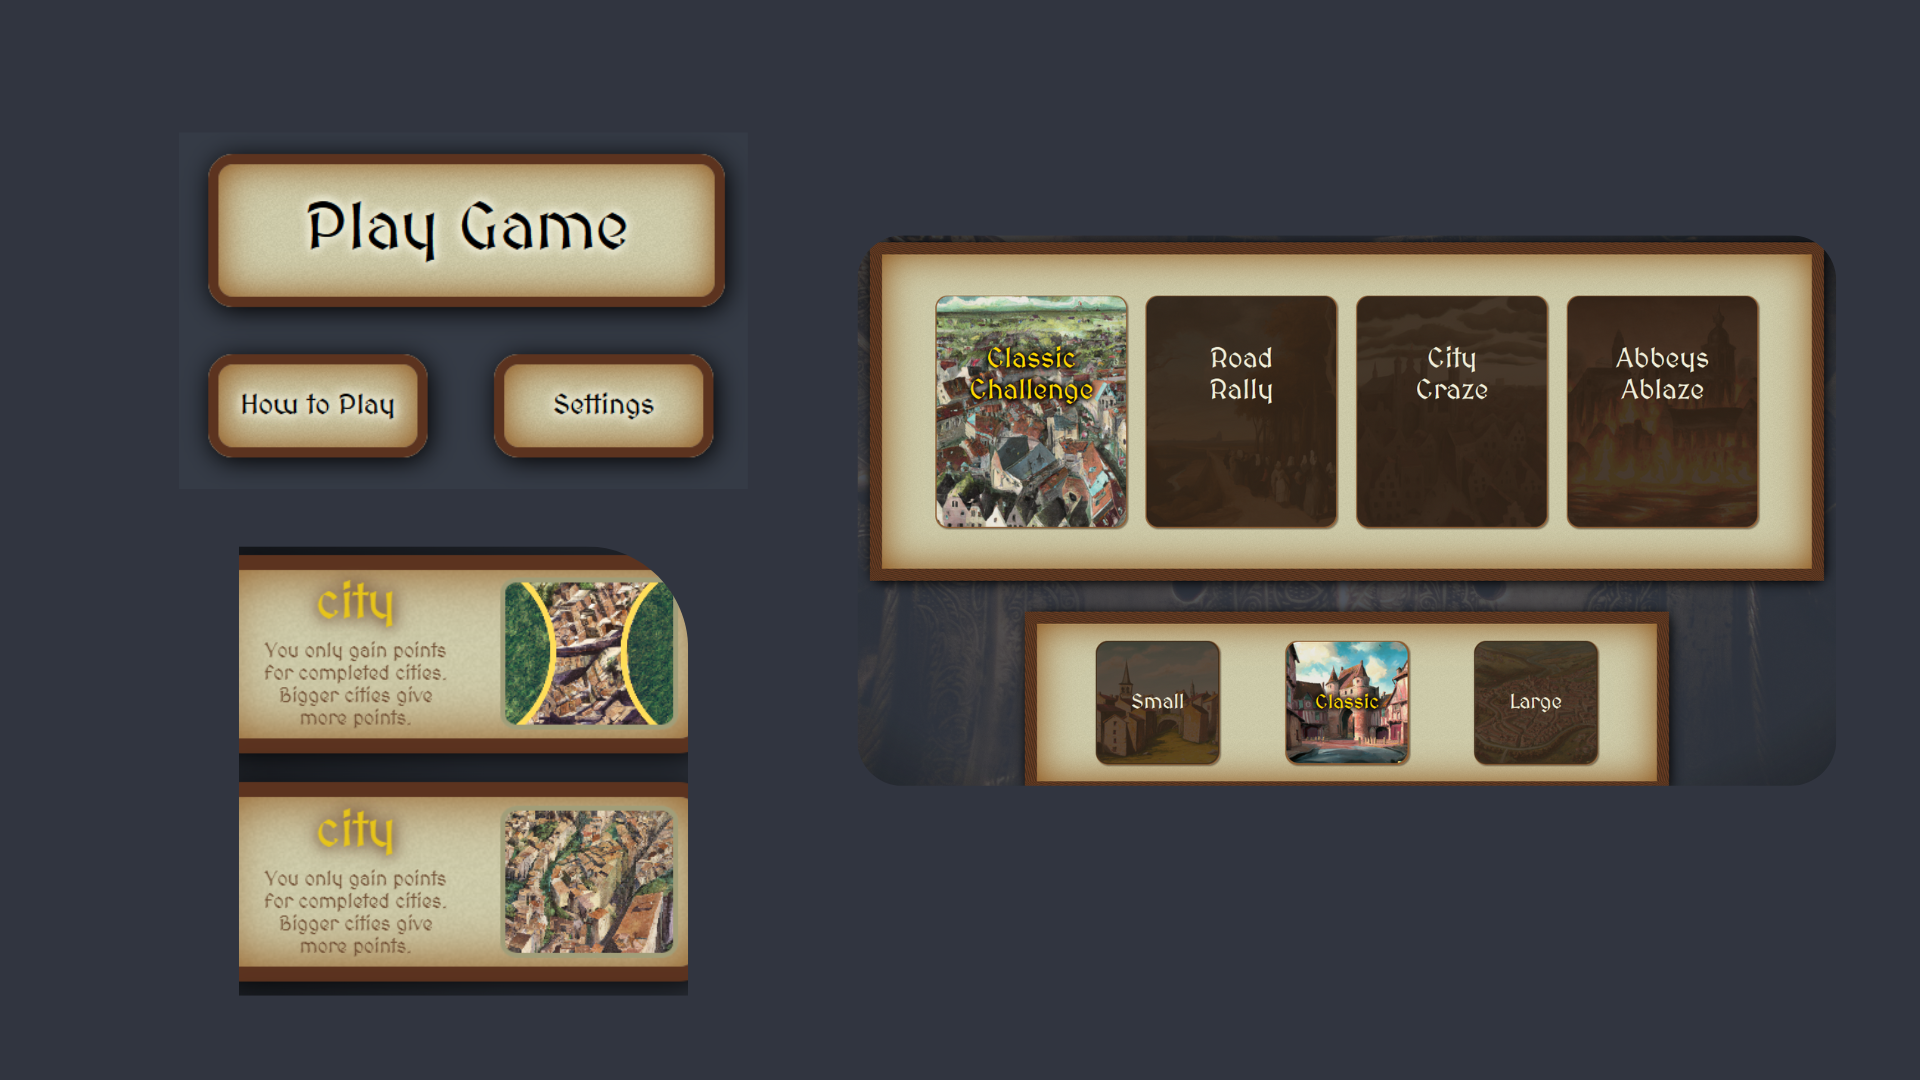 Play Game
How to Play
Settings
city
You only gain points
for completed cities.
Bigger cities give
more points.
city
You only gain points
for completed cities.
Bigger cities give
more points.
Classic
Challenge
Road
Rally
City
Craze
Abbeys
Ablaze
Small
Classic
Large